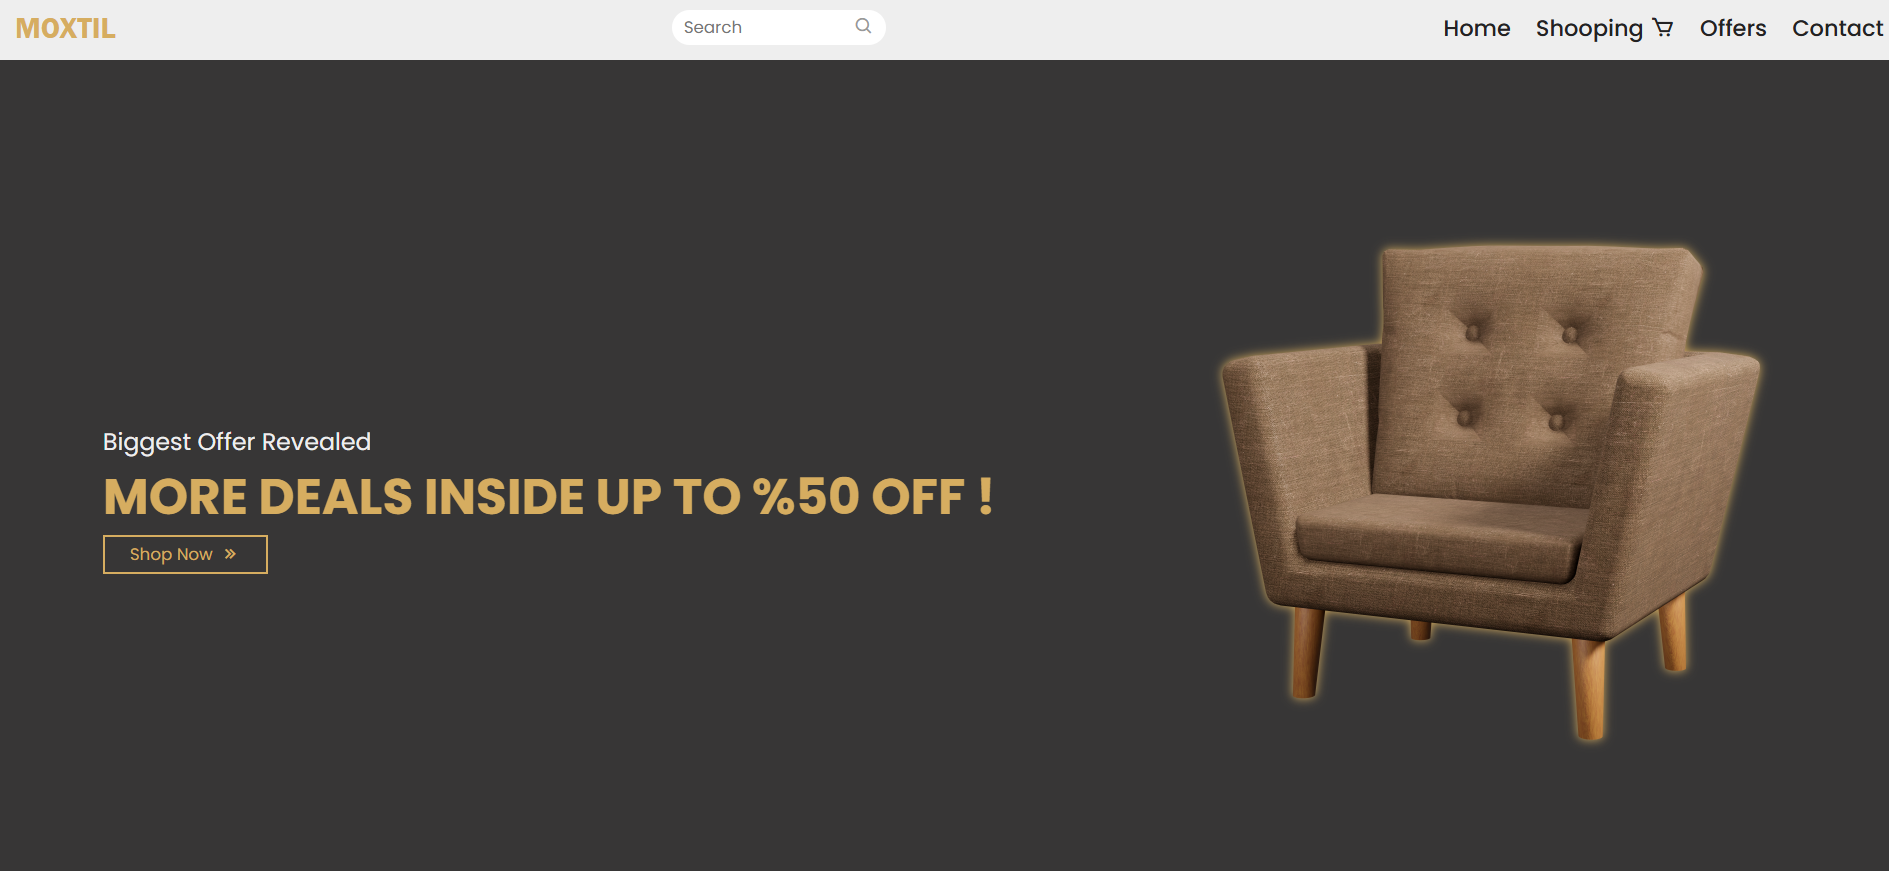 MOXTIL
Search
Home
Shooping
Offers
Contact
Biggest Offer Revealed
MORE DEALS INSIDE UP TO %50 OFF !
Shop Now »